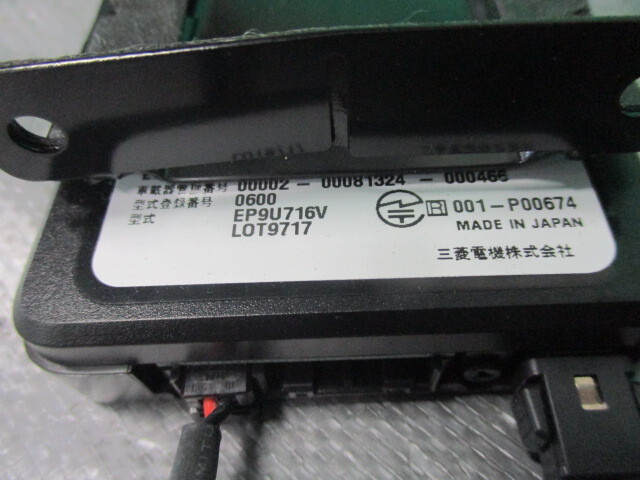 車載器管理番号 00002-00081324-000466
型式登録番号 0600
型式 EP9U716V
LOT9717
R 001-P00674
MADE IN JAPAN
三菱電機株式会社